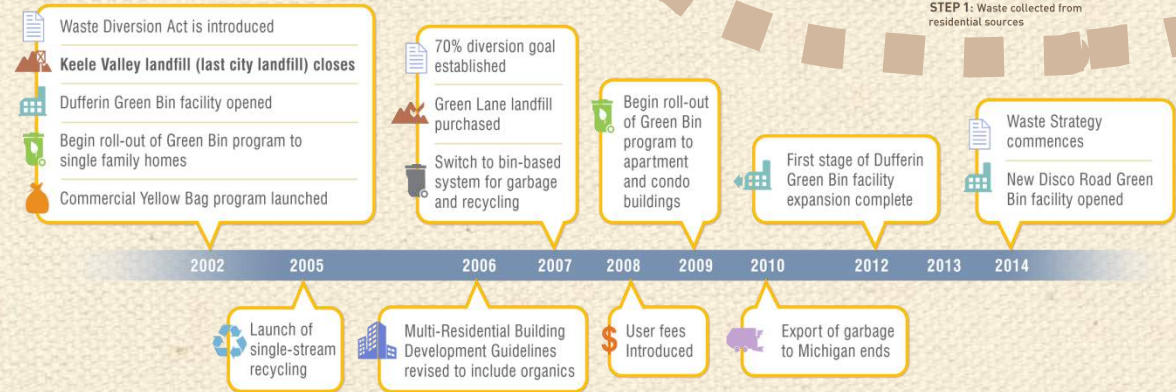 STEP 1: Waste collected from
residential sources
Waste Diversion Act is introduced
Keele Valley landfill (last city landfill) closes
Dufferin Green Bin facility opened
Begin roll-out of Green Bin program to
single family homes
Commercial Yellow Bag program launched
70% diversion goal
established
Green Lane landfill
purchased
Switch to bin-based
system for garbage
and recycling
Begin roll-out
of Green Bin
program to
apartment
and condo
buildings
First stage of Dufferin
Green Bin facility
expansion complete
Waste Strategy
commences
New Disco Road Green
Bin facility opened
2002 2005 2006 2007 2008 2009 2010 2012 2013 2014
Launch of
single-stream
recycling
Multi-Residential Building
Development Guidelines
revised to include organics
$ User fees
Introduced
Export of garbage
to Michigan ends